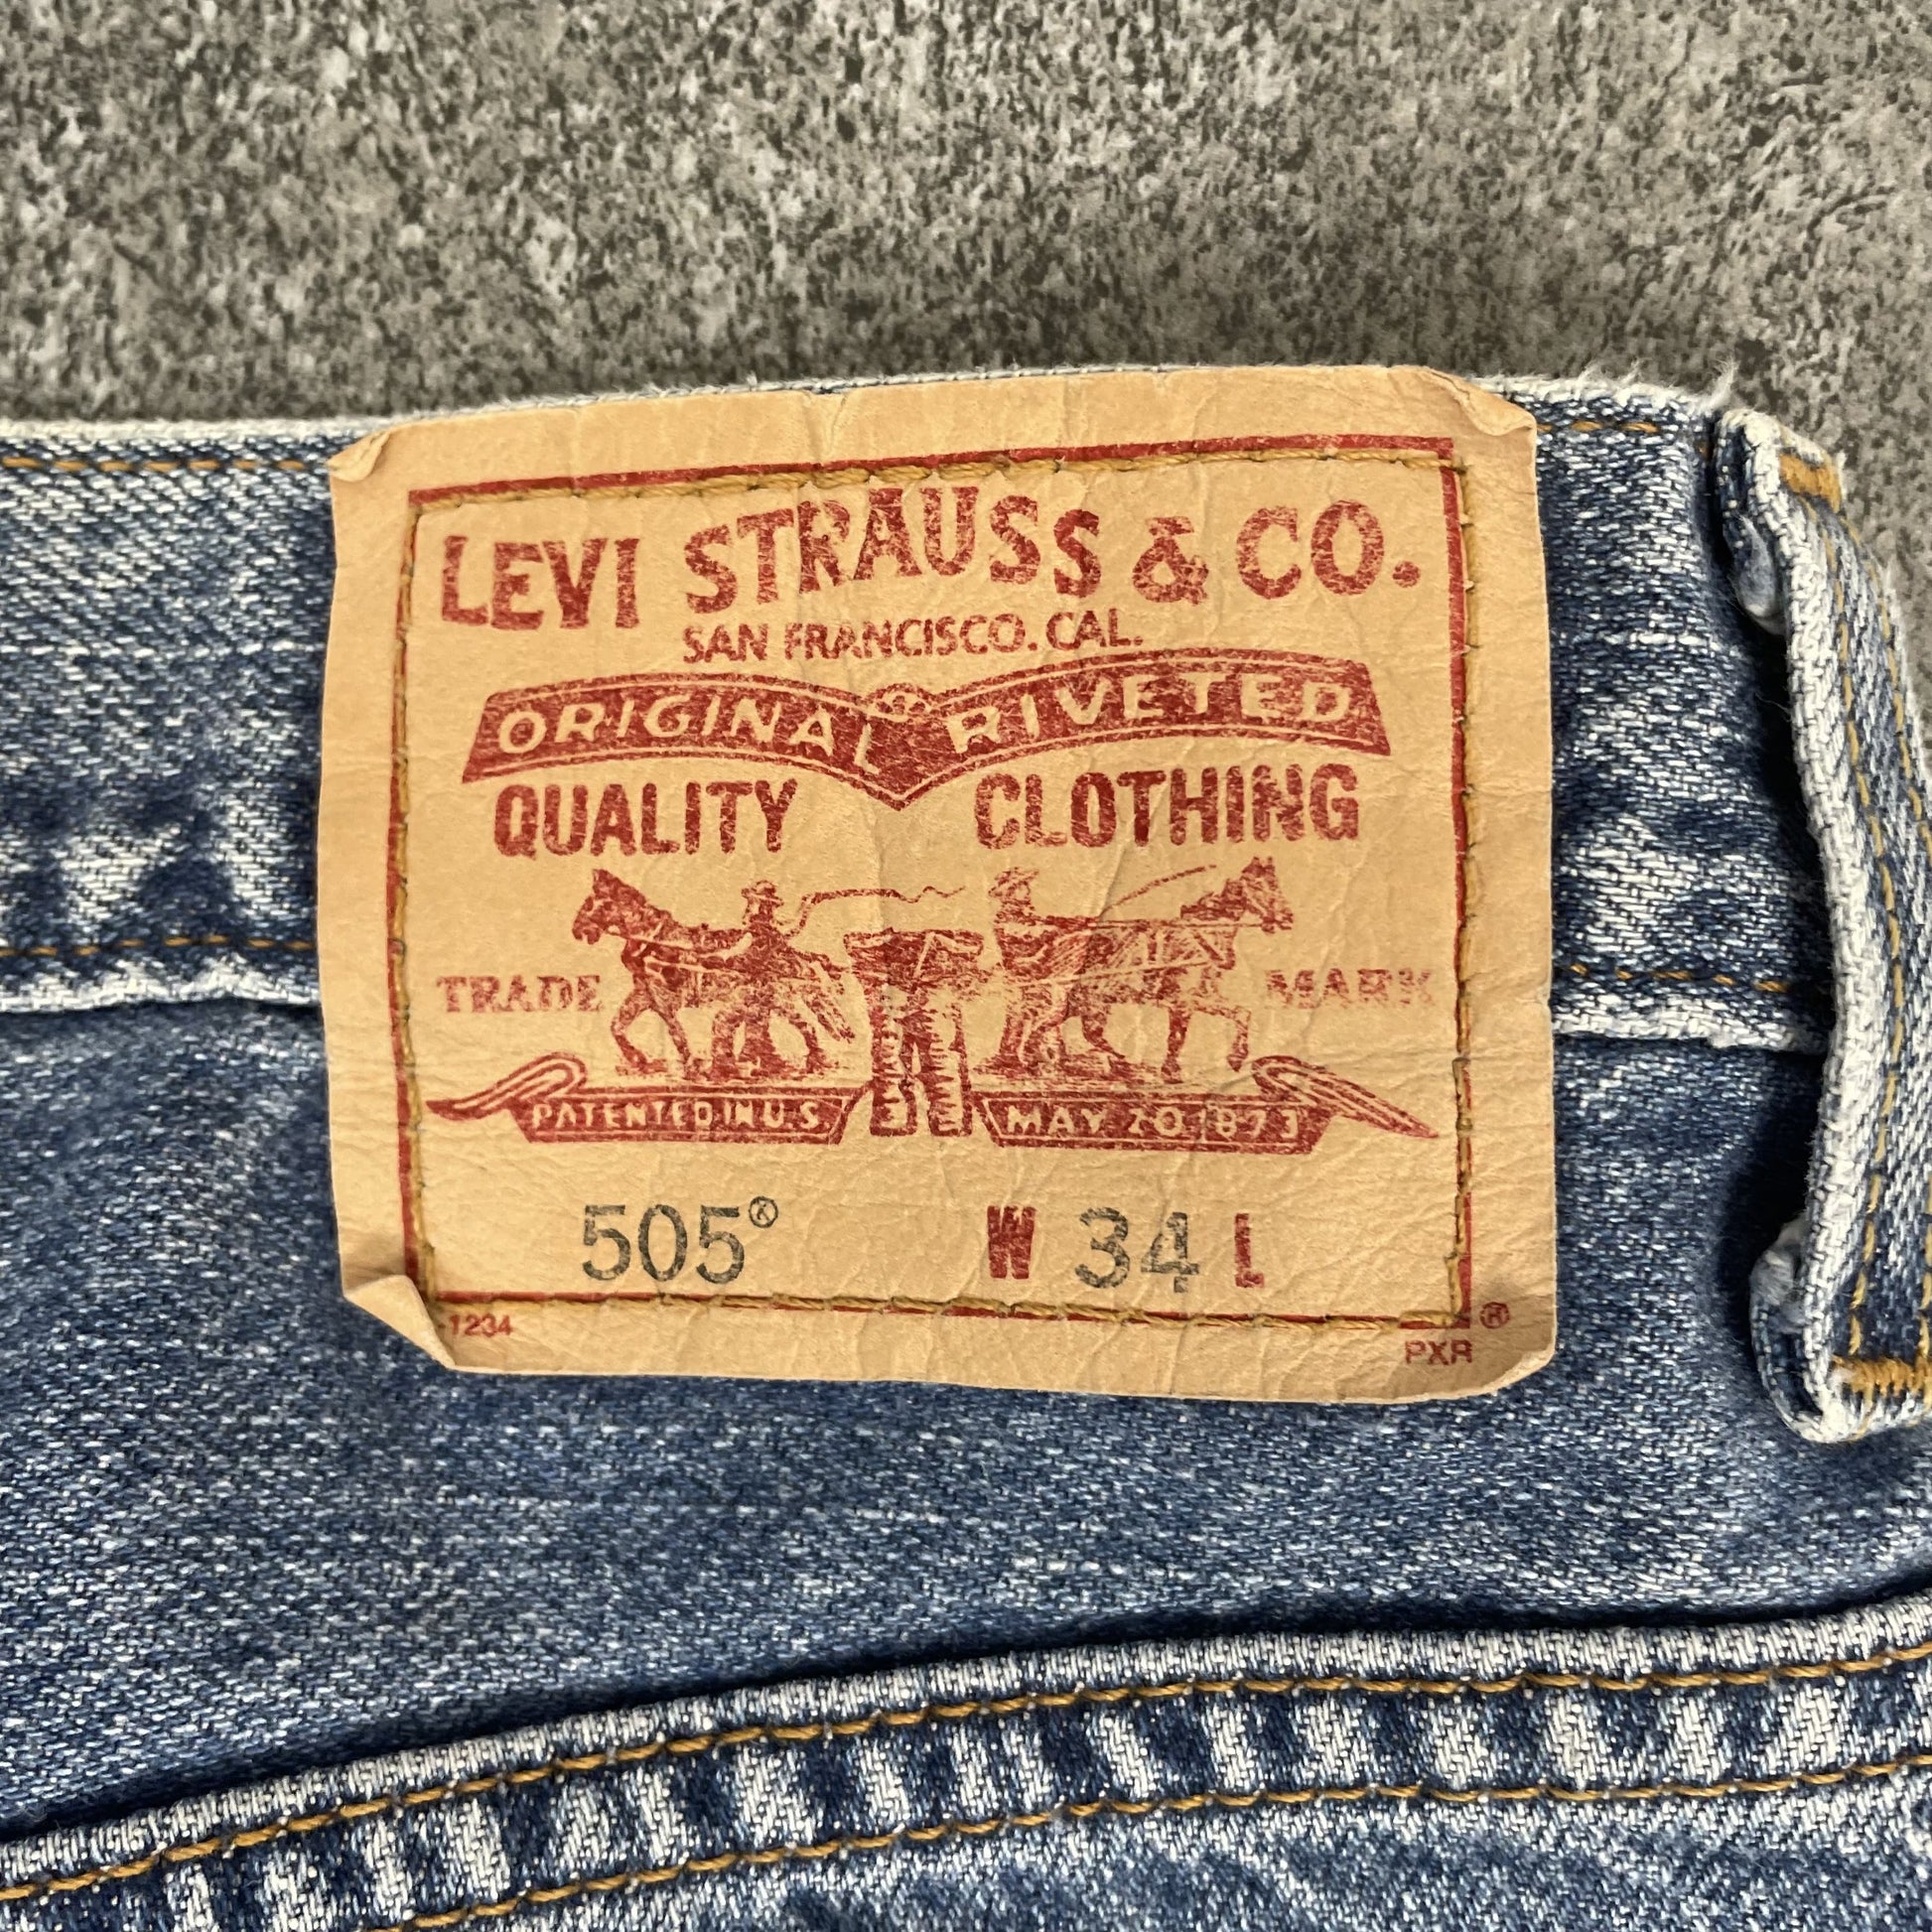 LEVI STRAUSS & CO.
SAN FRANCISCO. CAL.
ORIGINAL RIVETED
QUALITY CLOTHING
TRADE MARK
PATENTED IN U.S. MAY 20 1873
505® W 34 L
1234 ®
PXR